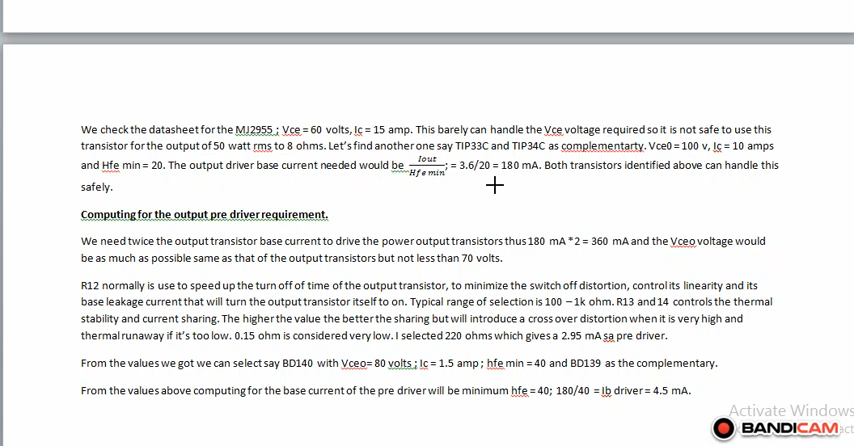 We check the datasheet for the MJ2955 ; Vce = 60 volts, Ic = 15 amp. This barely can handle the Vce voltage required so it is not safe to use this
transistor for the output of 50 watt rms to 8 ohms. Let's find another one say TIP33C and TIP34C as complementarty. Vce0 = 100 v, Ic = 10 amps
and Hfe min = 20. The output driver base current needed would be Iout/Hfe min ; = 3.6/20 = 180 mA. Both transistors identified above can handle this
safely.
Computing for the output pre driver requirement.
We need twice the output transistor base current to drive the power output transistors thus 180 mA *2 = 360 mA and the Vceo voltage would
be as much as possible same as that of the output transistors but not less than 70 volts.
R12 normally is use to speed up the turn off of time of the output transistor, to minimize the switch off distortion, control its linearity and its
base leakage current that will turn the output transistor itself to on. Typical range of selection is 100 – 1k ohm. R13 and 14 controls the thermal
stability and current sharing. The higher the value the better the sharing but will introduce a cross over distortion when it is very high and
thermal runaway if it's too low. 0.15 ohm is considered very low. I selected 220 ohms which gives a 2.95 mA sa pre driver.
From the values we got we can select say BD140 with Vceo= 80 volts ; Ic = 1.5 amp ; hfe min = 40 and BD139 as the complementary.
From the values above computing for the base current of the pre driver will be minimum hfe = 40; 180/40 = Ib driver = 4.5 mA.
Activate Windows
BANDICAM